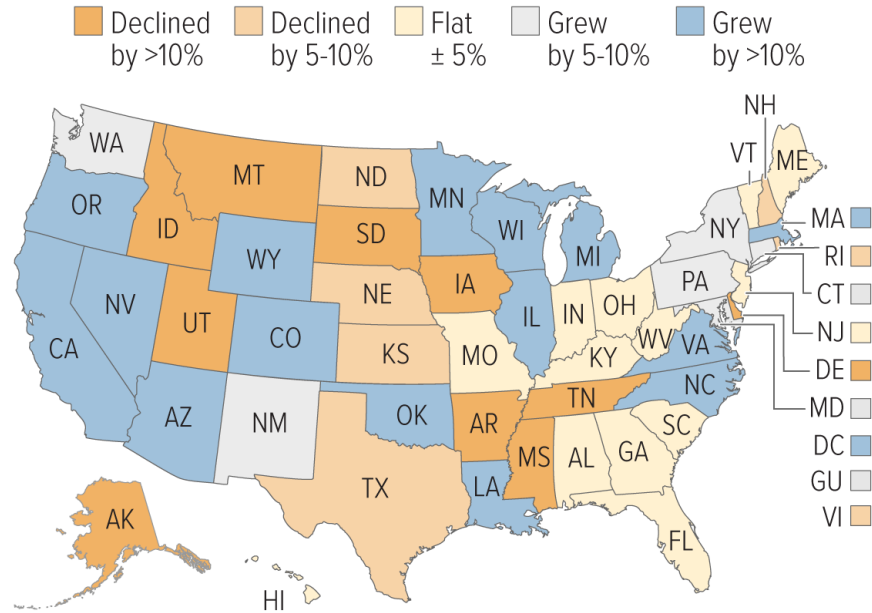 Declined by >10%
Declined by 5-10%
Flat ± 5%
Grew by 5-10%
Grew by >10%
NH
VT
ME
WA
MT
ND
MN
OR
ID
SD
WI
MI
NY
MA
WY
RI
NV
NE
IA
PA
CT
UT
IL
IN
OH
NJ
CA
CO
KS
MO
WV
VA
KY
DE
NC
TN
MD
AZ
NM
OK
AR
SC
DC
MS
AL
GA
GU
TX
LA
VI
AK
FL
HI